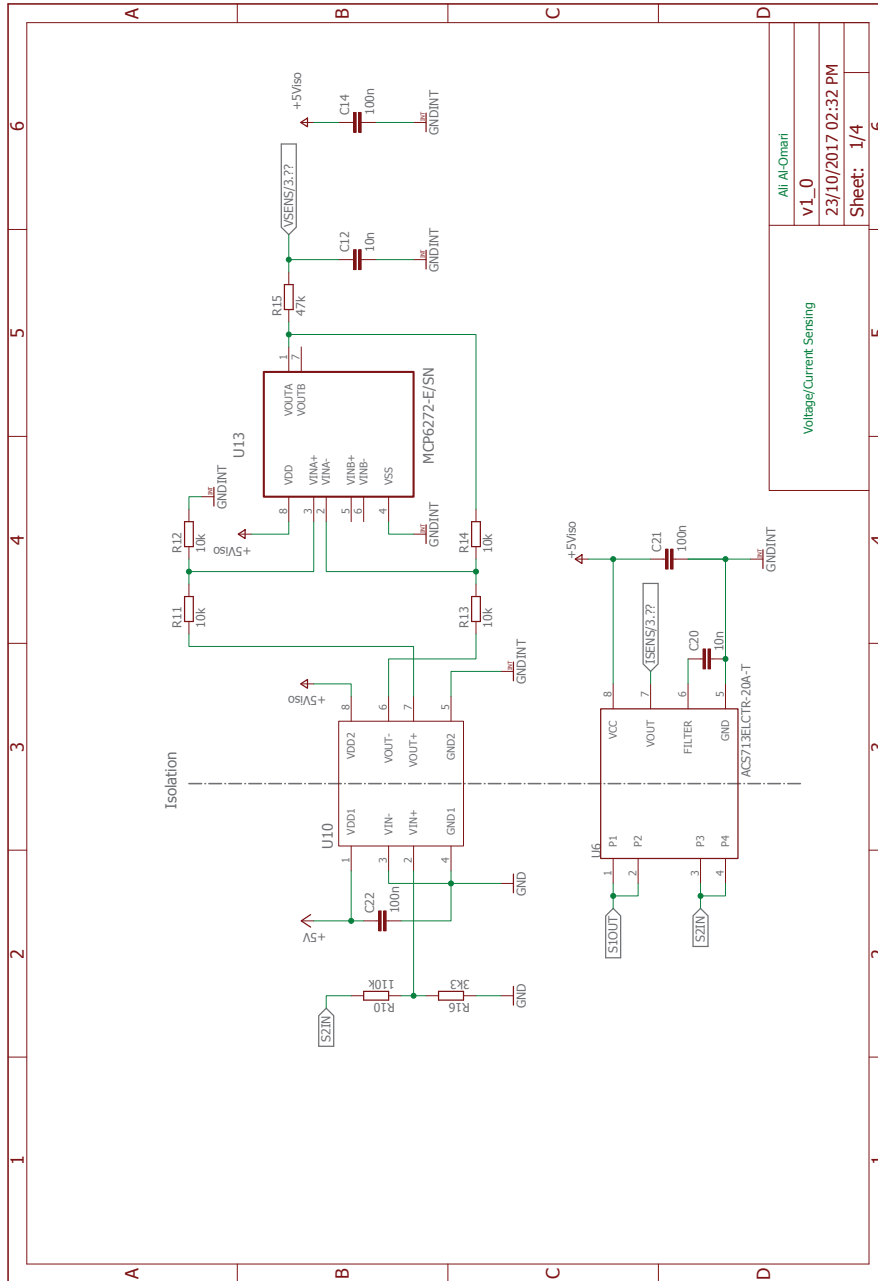 A
B
C
D
6
5
4
3
2
1
+5Viso
C14
100n
GNDINT
VSENS/3.??
C12
10n
GNDINT
R15
47k
U13
1
7
VOUTA
VOUTB
VDD
VINA+
VINA-
VINB+
VINB-
VSS
8
3
2
5
6
4
MCP6272-E/SN
+5Viso
GNDINT
R12
10k
GNDINT
R11
10k
R14
10k
R13
10k
Isolation
U10
VDD1
VIN-
VIN+
GND1
1
3
2
4
VDD2
VOUT-
VOUT+
GND2
8
6
7
5
+5Viso
GNDINT
+5V
C22
100n
GND
S2IN
R10
110k
R16
3k3
GND
U6
P1
P2
P3
P4
1
2
3
4
S1OUT
S2IN
VCC
VOUT
FILTER
GND
8
7
6
5
ACS713ELCTR-20A-T
ISENS/3.??
C20
10n
+5Viso
C21
100n
GNDINT
Voltage/Current Sensing
Ali Al-Omari
v1_0
23/10/2017 02:32 PM
Sheet: 1/4
A
B
C
D
1
2
3
4
5
6